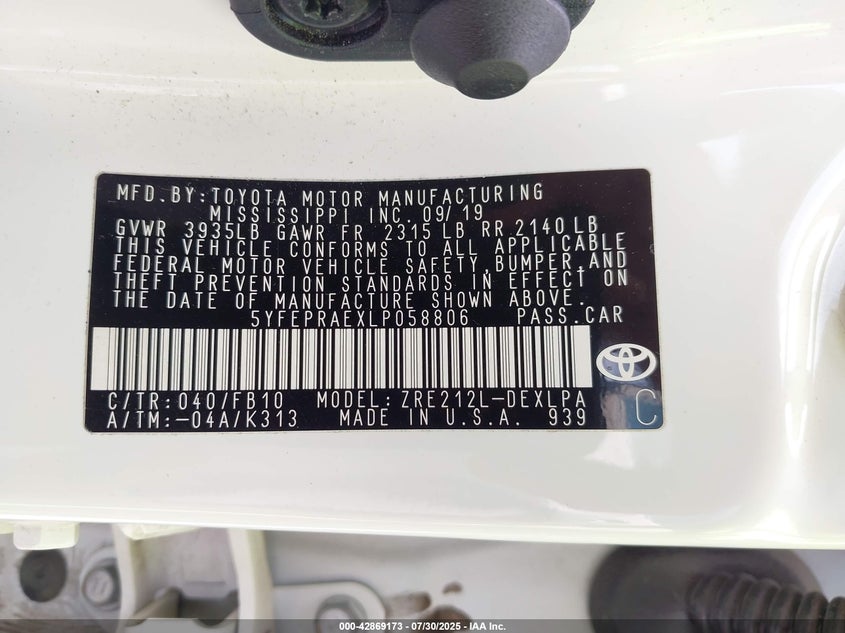 MFD.BY:TOYOTA MOTOR MANUFACTURING
MISSISSIPPI INC. 09/19
GVWR 3935LB GAWR FR 2315 LB RR 2140 LB
THIS VEHICLE CONFORMS TO ALL APPLICABLE
FEDERAL MOTOR VEHICLE SAFETY, BUMPER, AND
THEFT PREVENTION STANDARDS IN EFFECT ON
THE DATE OF MANUFACTURE SHOWN ABOVE.
5YFEPRAEXLP058806 PASS.CAR
C/TR:040/FB10 MODEL:ZRE212L-DEXLPA
A/TM:-04A/K313 MADE IN U.S.A. 939
C
000-42869173 - 07/30/2025 - IAA Inc.